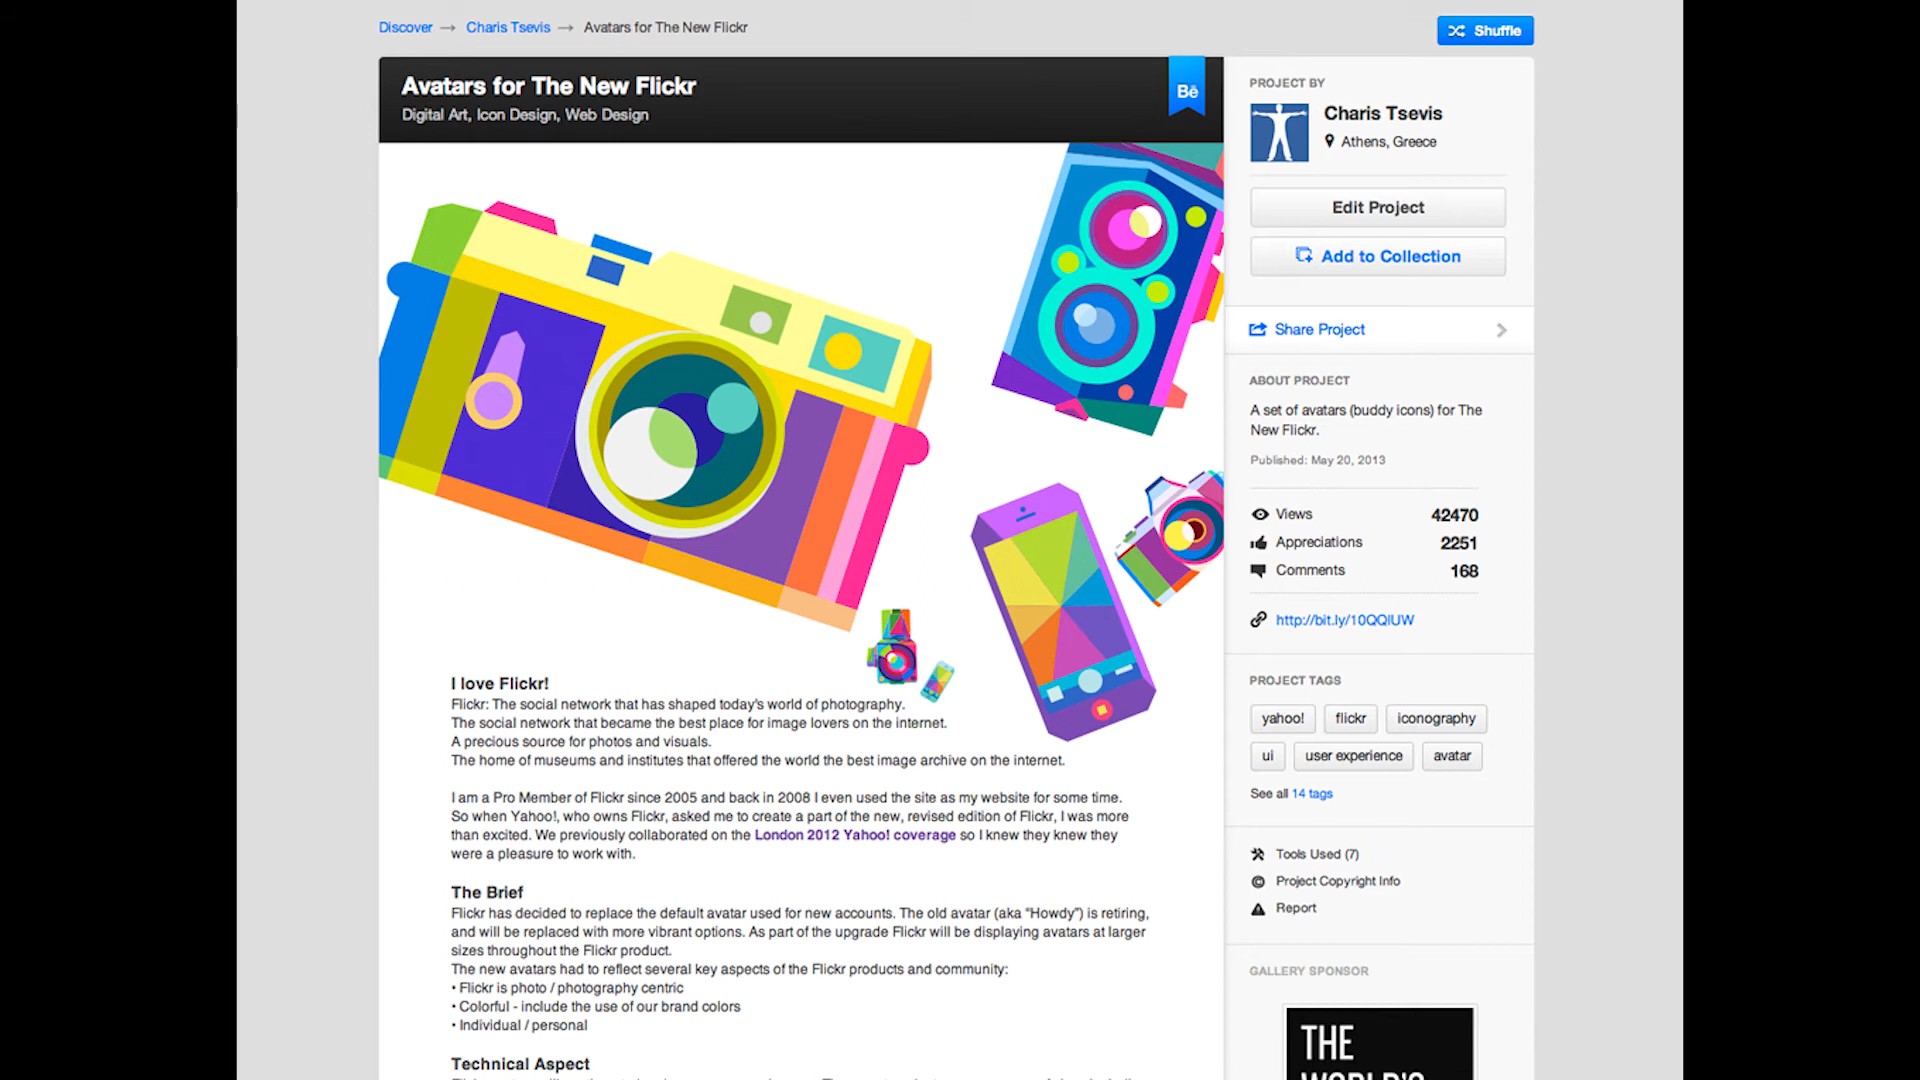 Discover → Charis Tsevis → Avatars for The New Flickr
Shuffle
Avatars for The New Flickr
Digital Art, Icon Design, Web Design
Bē
PROJECT BY
Charis Tsevis
Athens, Greece
Edit Project
Add to Collection
Share Project
ABOUT PROJECT
A set of avatars (buddy icons) for The
New Flickr.
Published: May 20, 2013
Views 42470
Appreciations 2251
Comments 168
http://bit.ly/10QQlUW
PROJECT TAGS
yahoo! flickr iconography
ui user experience avatar
See all 14 tags
Tools Used (7)
Project Copyright Info
Report
GALLERY SPONSOR
THE
WORLD'S
I love Flickr!
Flickr: The social network that has shaped today's world of photography.
The social network that became the best place for image lovers on the internet.
A precious source for photos and visuals.
The home of museums and institutes that offered the world the best image archive on the internet.
I am a Pro Member of Flickr since 2005 and back in 2008 I even used the site as my website for some time.
So when Yahoo!, who owns Flickr, asked me to create a part of the new, revised edition of Flickr, I was more
than excited. We previously collaborated on the London 2012 Yahoo! coverage so I knew they knew they
were a pleasure to work with.
The Brief
Flickr has decided to replace the default avatar used for new accounts. The old avatar (aka “Howdy”) is retiring,
and will be replaced with more vibrant options. As part of the upgrade Flickr will be displaying avatars at larger
sizes throughout the Flickr product.
The new avatars had to reflect several key aspects of the Flickr products and community:
• Flickr is photo / photography centric
• Colorful - include the use of our brand colors
• Individual / personal
Technical Aspect